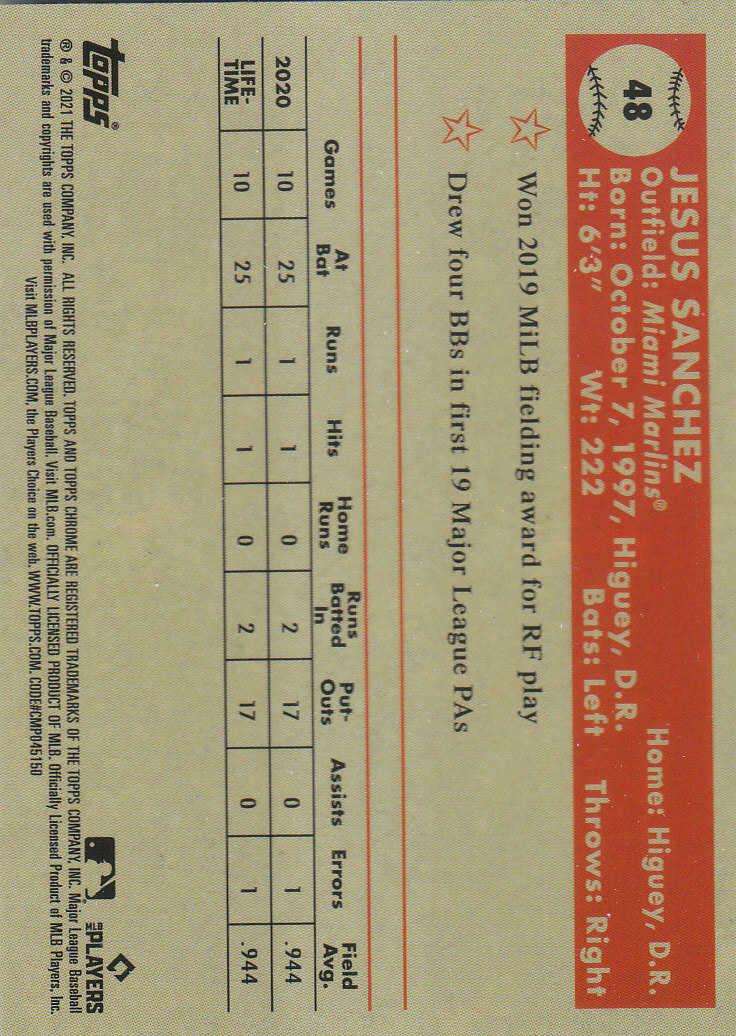 48
JESUS SANCHEZ
Outfield: Miami Marlins® Home: Higuey, D.R.
Born: October 7, 1997, Higuey, D.R.
Ht: 6'3" Wt: 222 Bats: Left Throws: Right
Won 2019 MiLB fielding award for RF play
Drew four BBs in first 19 Major League PAs
Games At Bat Runs Hits Home Runs Runs Batted In Put-Outs Assists Errors Field Avg.
2020 10 25 1 1 0 2 17 0 1 .944
LIFE-TIME 10 25 1 1 0 2 17 0 1 .944
topps®
MLB PLAYERS
® & © 2021 THE TOPPS COMPANY, INC. ALL RIGHTS RESERVED. TOPPS AND TOPPS CHROME ARE REGISTERED TRADEMARKS OF THE TOPPS COMPANY, INC. Major League Baseball
trademarks and copyrights are used with permission of Major League Baseball. Visit MLB.com. OFFICIALLY LICENSED PRODUCT OF MLB. Officially Licensed Product of MLB Players, Inc.
Visit MLBPLAYERS.COM, the Players Choice on the web. WWW.TOPPS.COM. CODE#CMP045150